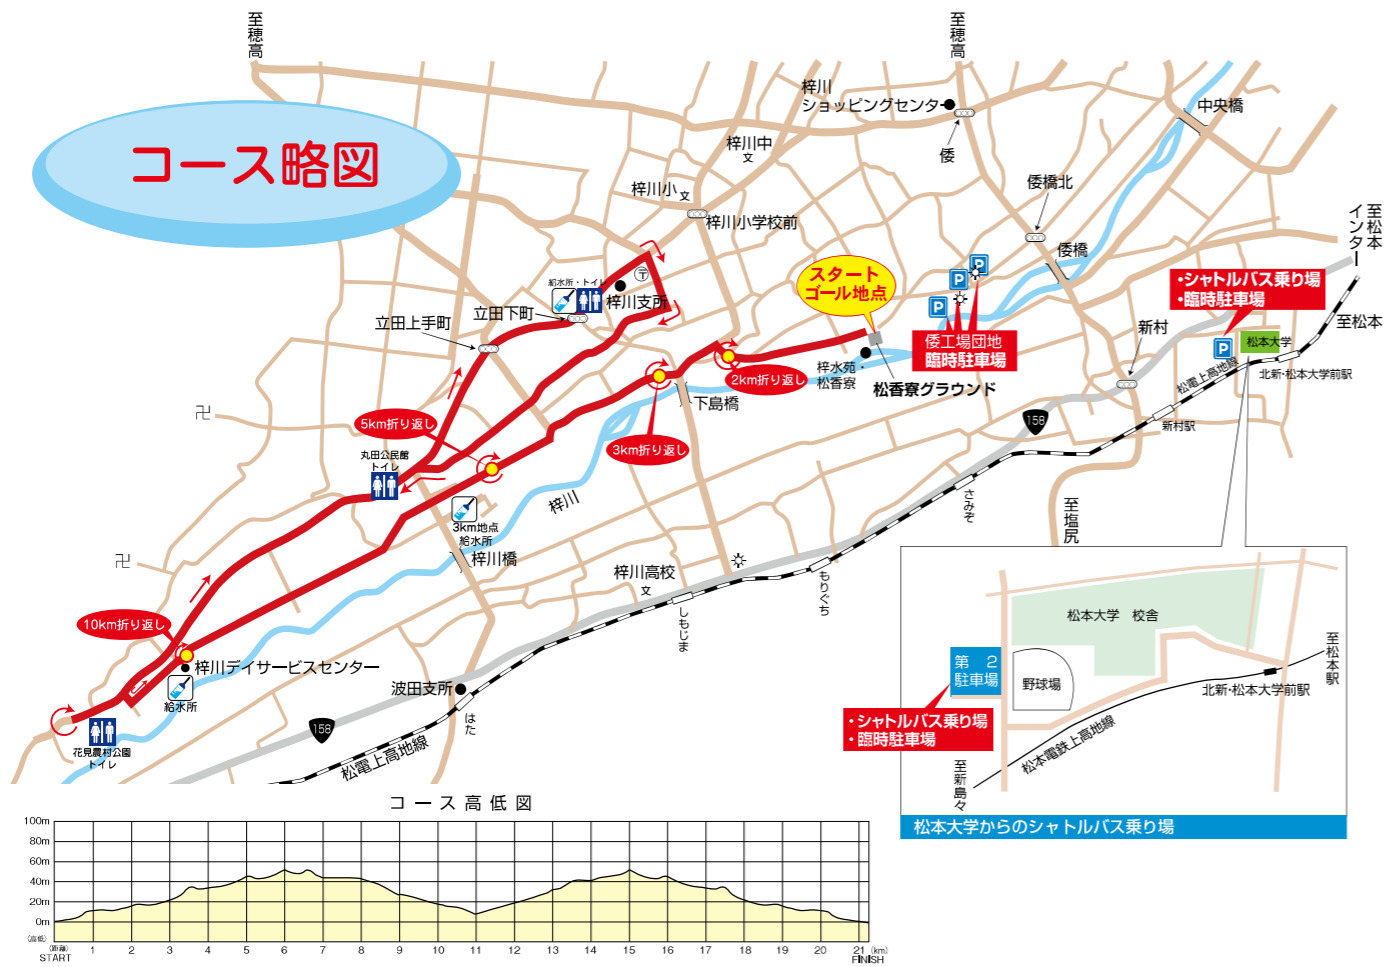 至穂高
至穂高
コース略図
梓川
ショッピングセンター
中央橋
梓川中
文
倭
梓川小
文
倭橋北
梓川小学校前
倭橋
至松本
インター
スタート
ゴール地点
P
P
P
・シャトルバス乗り場
・臨時駐車場
給水所・トイレ
梓川支所
〒
立田下町
立田上手町
倭工場団地
臨時駐車場
新村
至松本
P
松本大学
梓水苑・
松香寮
松香寮グラウンド
2km折り返し
北新・松本大学前駅
松電上高地線
下島橋
卍
5km折り返し
3km折り返し
158
新村駅
丸田公民館
トイレ
さみぞ
梓川
至塩尻
3km地点
給水所
梓川橋
卍
梓川高校
文
もりぐち
しもじま
10km折り返し
梓川デイサービスセンター
給水所
波田支所
はた
158
花見農村公園
トイレ
松電上高地線
松本大学 校舎
第2
駐車場
野球場
至松本駅
北新・松本大学前駅
・シャトルバス乗り場
・臨時駐車場
松本電鉄上高地線
至新島々
松本大学からのシャトルバス乗り場
コース高低図
100m
80m
60m
40m
20m
0m
(高低)
(距離) 1 2 3 4 5 6 7 8 9 10 11 12 13 14 15 16 17 18 19 20 21 (km)
START FINISH